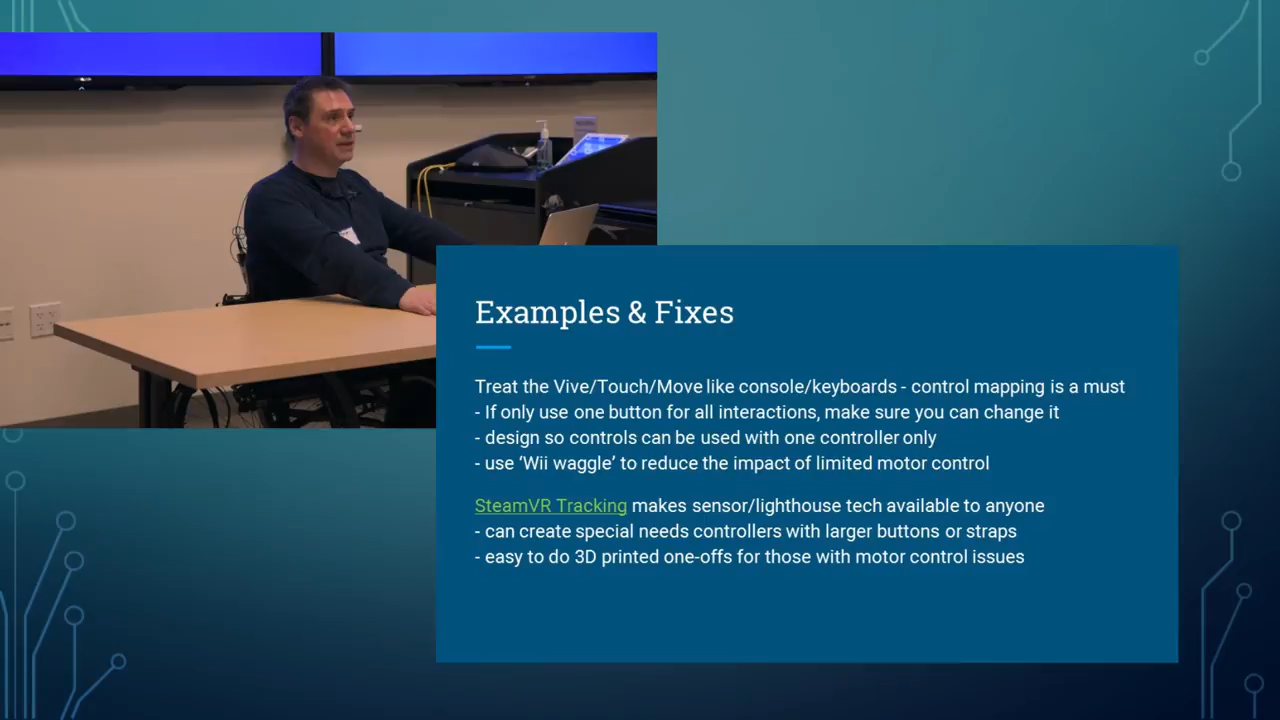 Examples & Fixes
Treat the Vive/Touch/Move like console/keyboards - control mapping is a must
- If only use one button for all interactions, make sure you can change it
- design so controls can be used with one controller only
- use ‘Wii waggle’ to reduce the impact of limited motor control
SteamVR Tracking makes sensor/lighthouse tech available to anyone
- can create special needs controllers with larger buttons or straps
- easy to do 3D printed one-offs for those with motor control issues